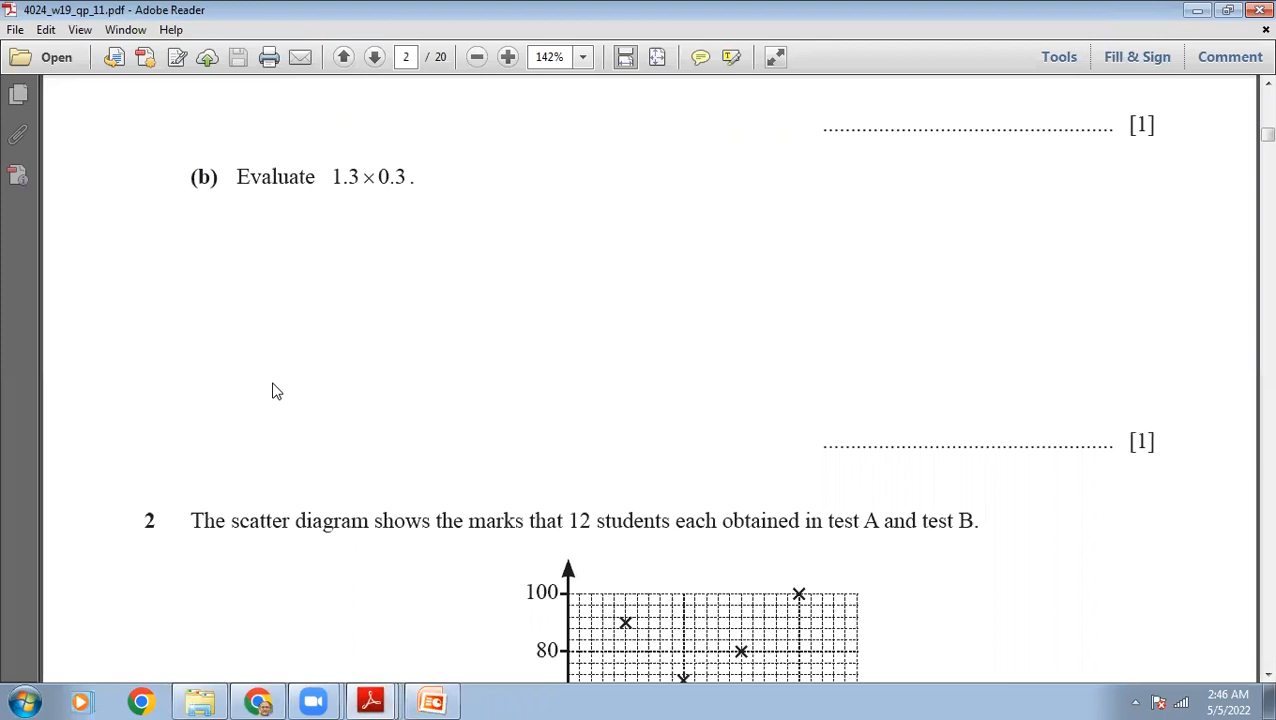 4024_w19_qp_11.pdf - Adobe Reader
File Edit View Window Help
Open 2 / 20 142% Tools Fill & Sign Comment
.................................................... [1]
(b) Evaluate 1.3 × 0.3 .
.................................................... [1]
2 The scatter diagram shows the marks that 12 students each obtained in test A and test B.
100
80
2:46 AM
5/5/2022